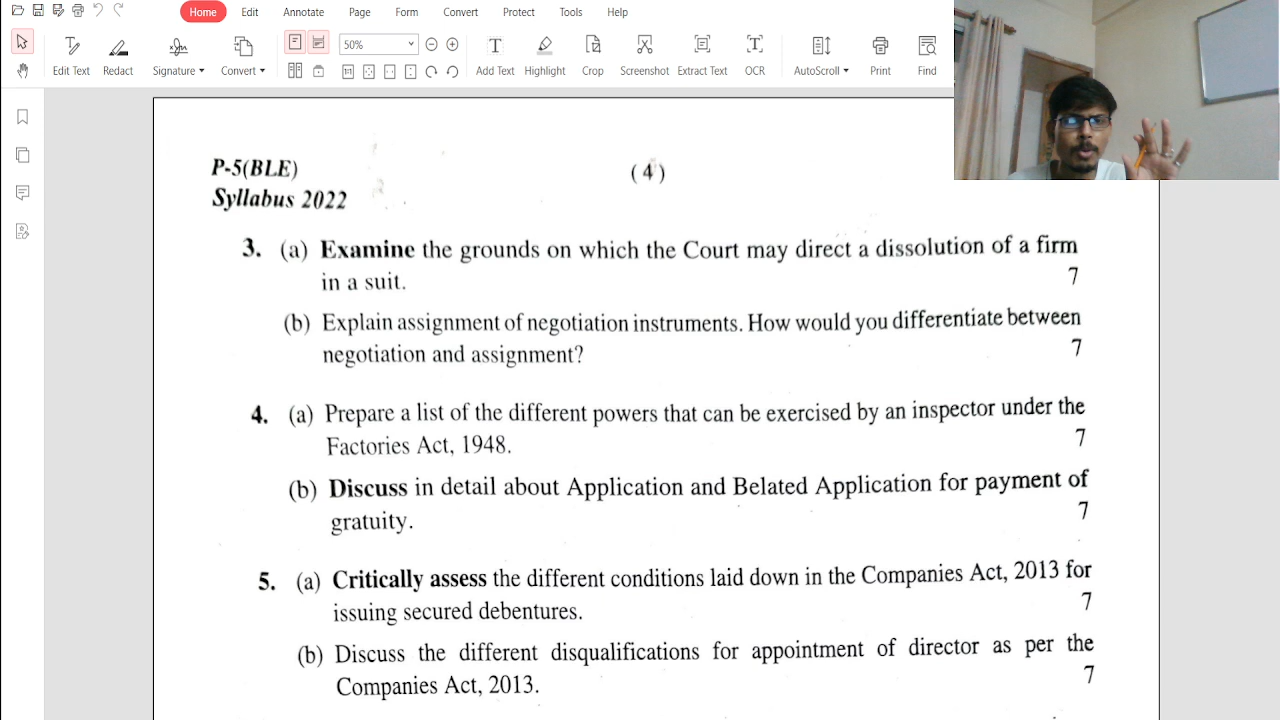 Home Edit Annotate Page Form Convert Protect Tools Help
50%
Edit Text Redact Signature Convert Add Text Highlight Crop Screenshot Extract Text OCR AutoScroll Print Find
P-5(BLE) (4)
Syllabus 2022
3. (a) Examine the grounds on which the Court may direct a dissolution of a firm
in a suit. 7
(b) Explain assignment of negotiation instruments. How would you differentiate between
negotiation and assignment? 7
4. (a) Prepare a list of the different powers that can be exercised by an inspector under the
Factories Act, 1948. 7
(b) Discuss in detail about Application and Belated Application for payment of
gratuity. 7
5. (a) Critically assess the different conditions laid down in the Companies Act, 2013 for
issuing secured debentures. 7
(b) Discuss the different disqualifications for appointment of director as per the
Companies Act, 2013. 7